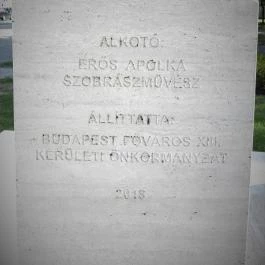 ALKOTÓ:
ERŐS APOLKA
SZOBRÁSZMŰVÉSZ
ÁLLÍTTATTA:
BUDAPEST FŐVÁROS XIII.
KERÜLETI ÖNKORMÁNYZAT
2018